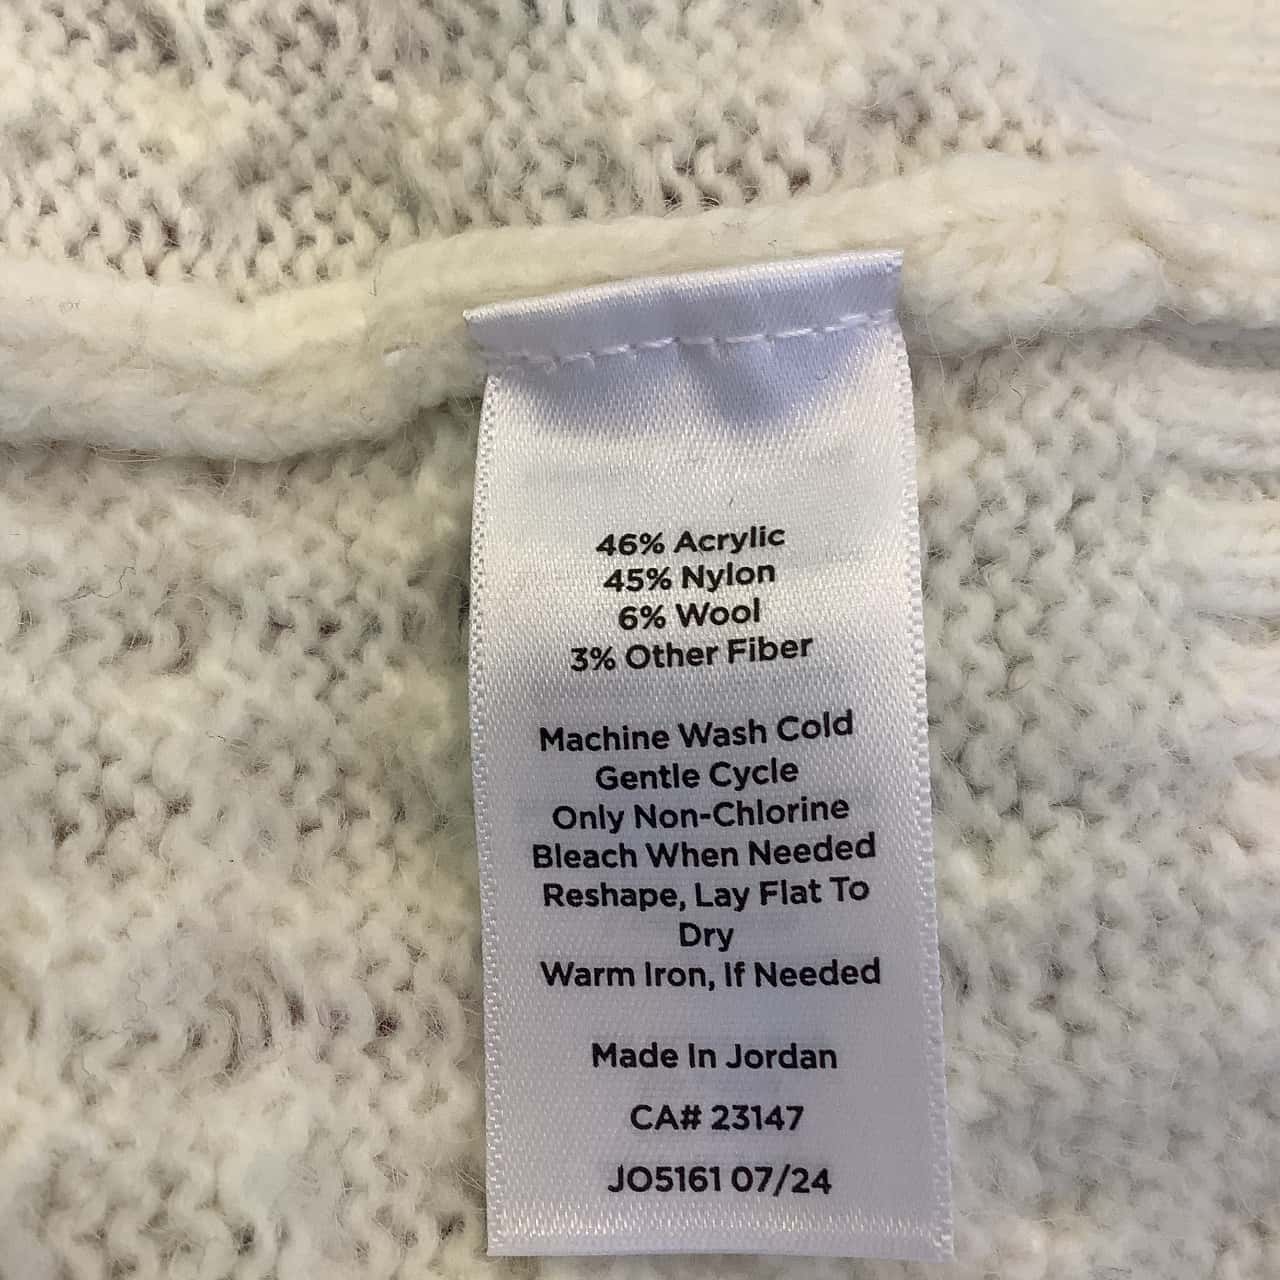 46% Acrylic
45% Nylon
6% Wool
3% Other Fiber
Machine Wash Cold
Gentle Cycle
Only Non-Chlorine
Bleach When Needed
Reshape, Lay Flat To
Dry
Warm Iron, If Needed
Made In Jordan
CA# 23147
JO5161 07/24